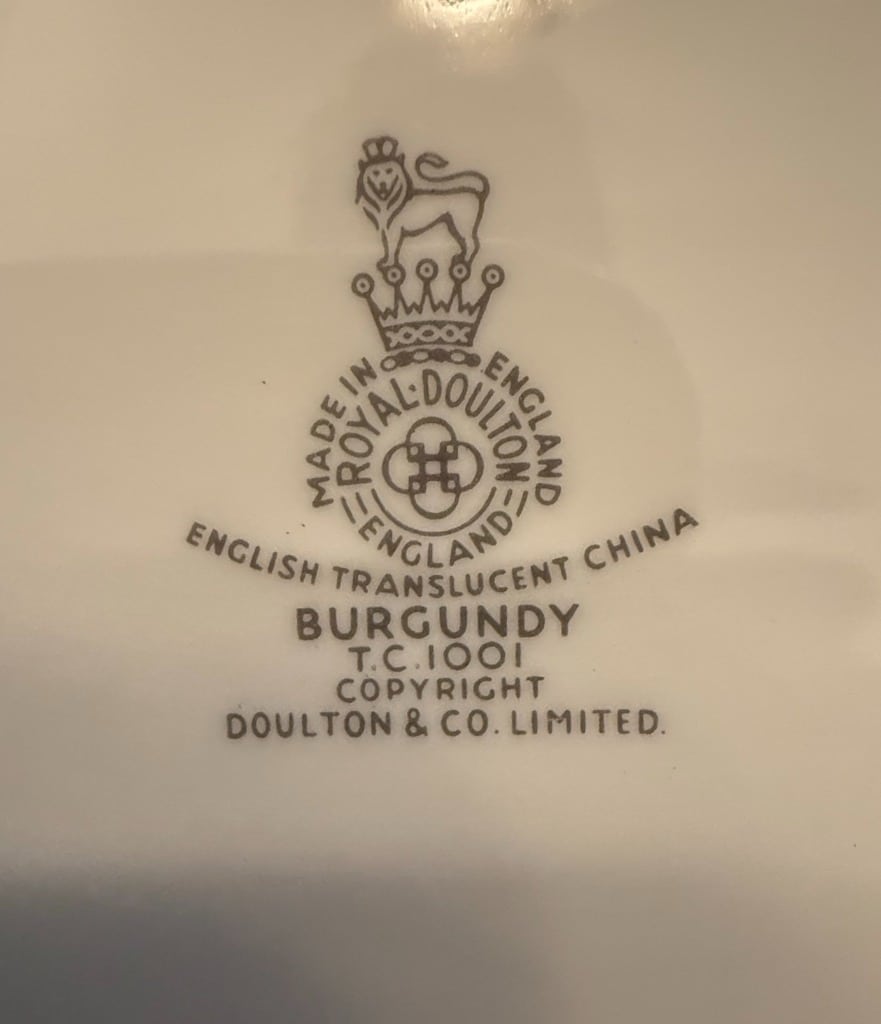 MADE IN ENGLAND
ROYAL·DOULTON
ENGLAND
ENGLISH TRANSLUCENT CHINA
BURGUNDY
T.C.1001
COPYRIGHT
DOULTON & CO. LIMITED.